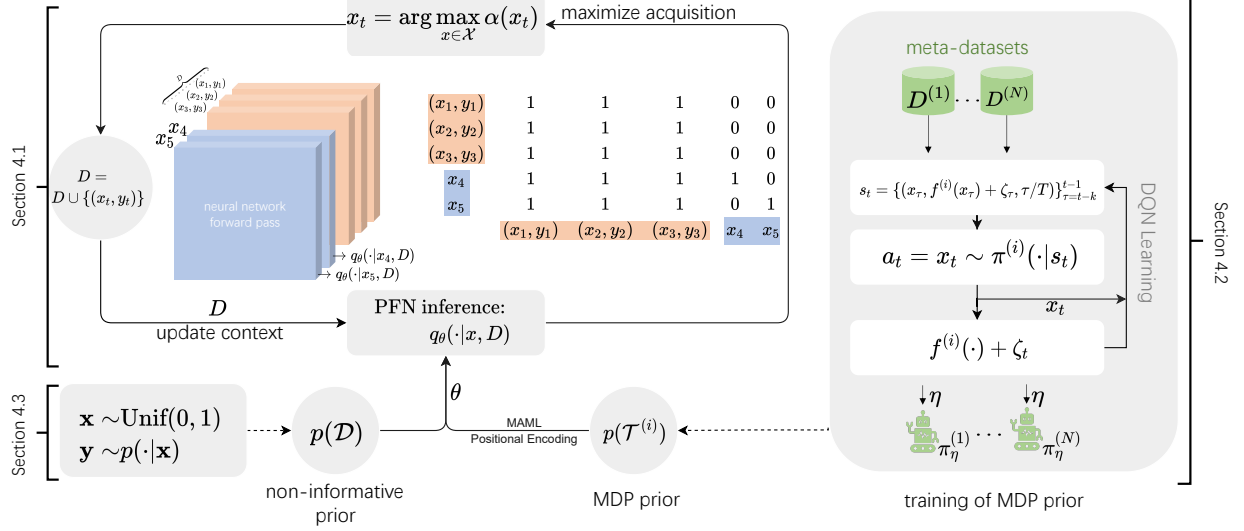 Section 4.1
x_t = arg max α(x_t)
x∈𝒳
maximize acquisition
D =
D ∪ {(x_t, y_t)}
D
(x_1, y_1)
(x_2, y_2)
(x_3, y_3)
x_4
x_5
neural network
forward pass
→ q_θ(·|x_4, D)
→ q_θ(·|x_5, D)
(x_1, y_1) 1 1 1 0 0
(x_2, y_2) 1 1 1 0 0
(x_3, y_3) 1 1 1 0 0
x_4 1 1 1 1 0
x_5 1 1 1 0 1
(x_1, y_1) (x_2, y_2) (x_3, y_3) x_4 x_5
D
update context
PFN inference:
q_θ(·|x, D)
θ
Section 4.3
x ∼Unif(0, 1)
y ∼p(·|x)
p(𝒟)
non-informative
prior
MAML
Positional Encoding
p(𝒯^(i))
MDP prior
meta-datasets
D^(1) ... D^(N)
s_t = {(x_τ, f^(i)(x_τ) + ζ_τ, τ/T)}_{τ=t−k}^{t−1}
a_t = x_t ∼ π^(i)(·|s_t)
x_t
f^(i)(·) + ζ_t
DQN Learning
η η
π_η^(1) ... π_η^(N)
training of MDP prior
Section 4.2